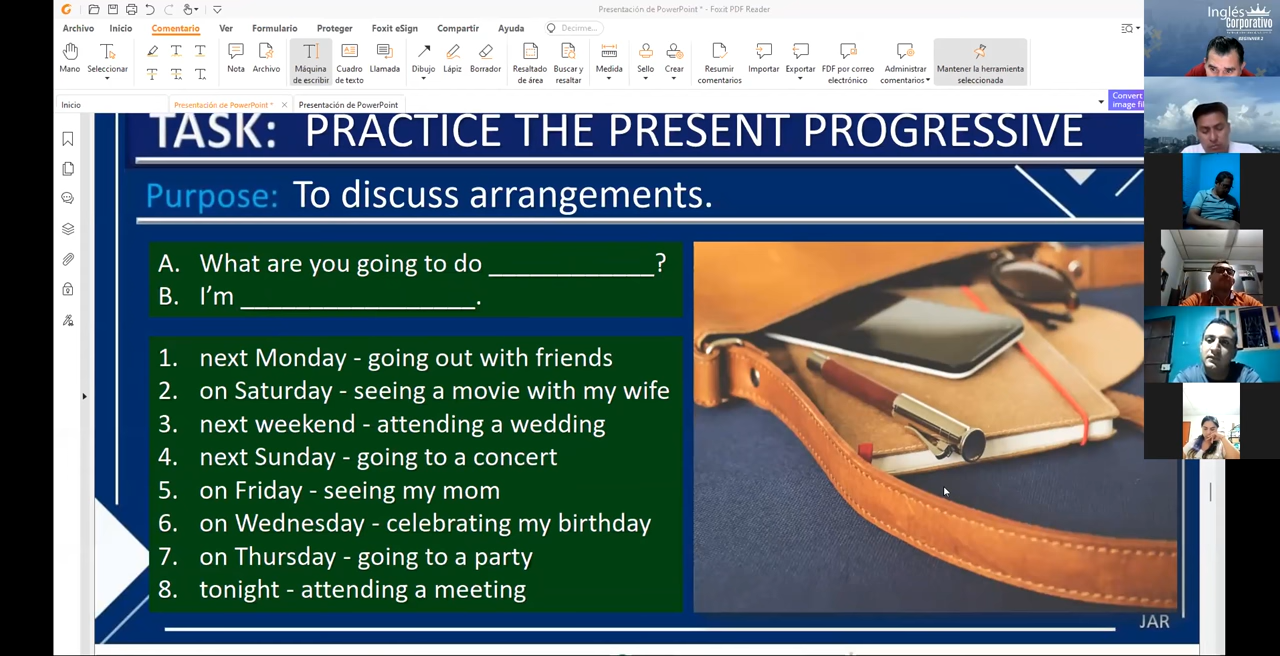 Presentación de PowerPoint * - Foxit PDF Reader
Archivo Inicio Comentario Ver Formulario Proteger Foxit eSign Compartir Ayuda Decirme...
Mano Seleccionar Nota Archivo Máquina de escribir Cuadro de texto Llamada Dibujo Lápiz Borrador Resaltado de área Buscar y resaltar Medida Sello Crear Resumir comentarios Importar Exportar FDF por correo electrónico Administrar comentarios Mantener la herramienta seleccionada
Inicio Presentación de PowerPoint * Presentación de PowerPoint
Convert
image fil
Inglés
Corporativo
BEGINNER 2
TASK: PRACTICE THE PRESENT PROGRESSIVE
Purpose: To discuss arrangements.
A. What are you going to do ____________?
B. I'm _________________.
1. next Monday - going out with friends
2. on Saturday - seeing a movie with my wife
3. next weekend - attending a wedding
4. next Sunday - going to a concert
5. on Friday - seeing my mom
6. on Wednesday - celebrating my birthday
7. on Thursday - going to a party
8. tonight - attending a meeting
JAR